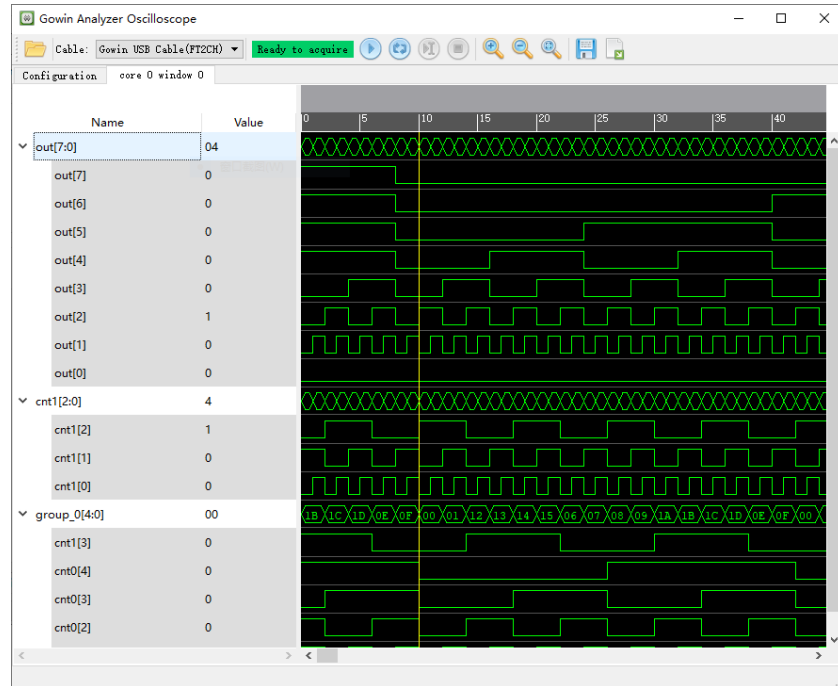 Gowin Analyzer Oscilloscope
Cable: Gowin USB Cable(FT2CH) Ready to acquire
Configuration core 0 window 0
Name Value 0 5 10 15 20 25 30 35 40
out[7:0] 04
out[7] 0
out[6] 0
out[5] 0
out[4] 0
out[3] 0
out[2] 1
out[1] 0
out[0] 0
cnt1[2:0] 4
cnt1[2] 1
cnt1[1] 0
cnt1[0] 0
group_0[4:0] 00 1B 1C 1D 0E 0F 00 01 12 13 14 15 06 07 08 09 1A 1B 1C 1D 0E 0F 00
cnt1[3] 0
cnt0[4] 0
cnt0[3] 0
cnt0[2] 0